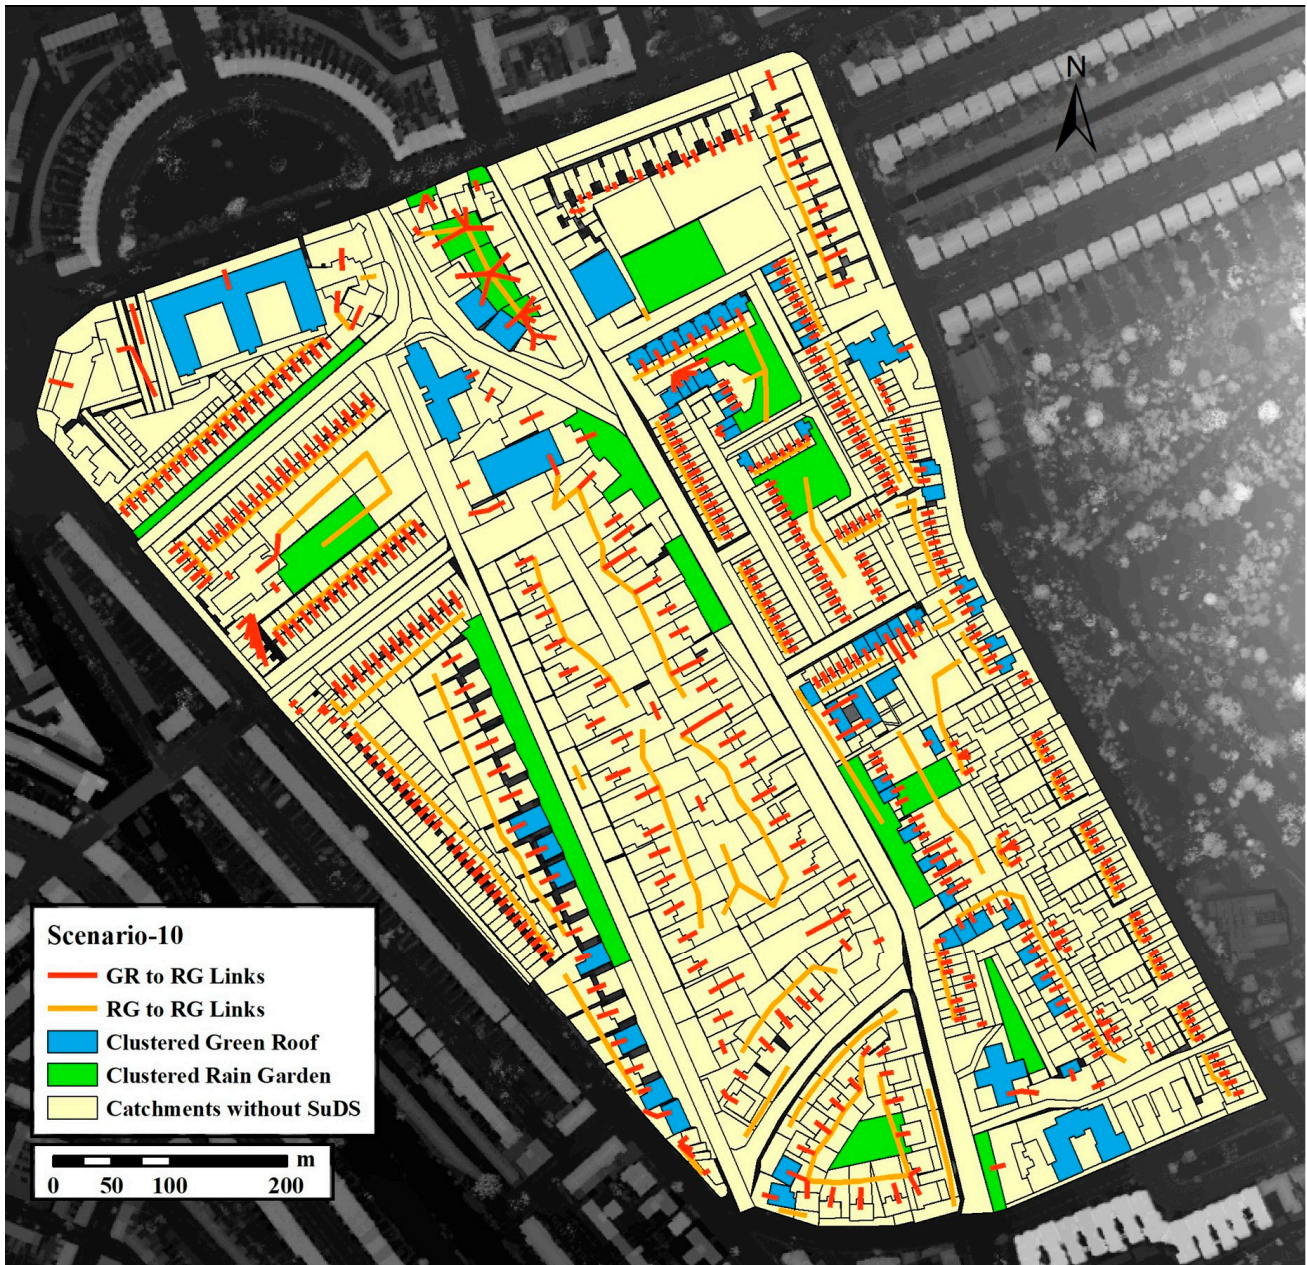 N
Scenario-10
GR to RG Links
RG to RG Links
Clustered Green Roof
Clustered Rain Garden
Catchments without SuDS
m
0 50 100 200